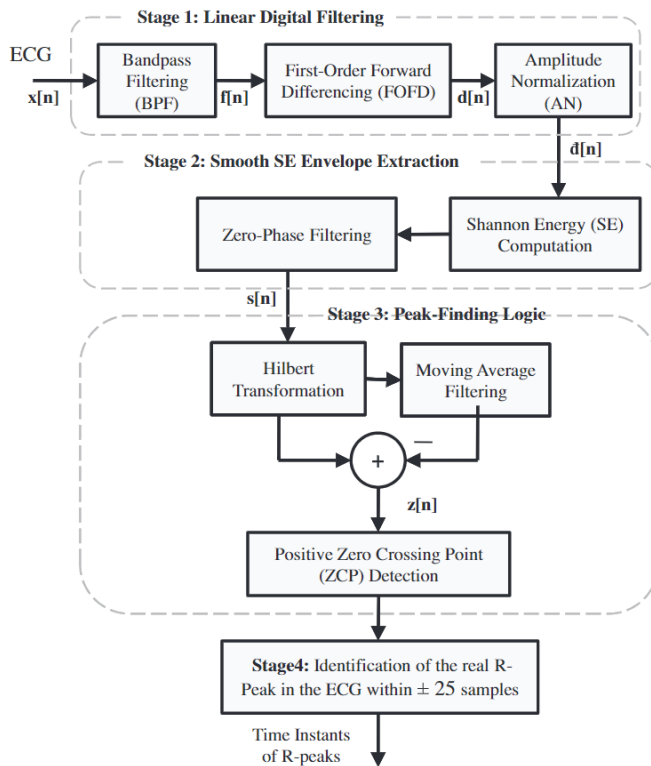 Stage 1: Linear Digital Filtering
ECG
x[n]
Bandpass
Filtering
(BPF)
f[n]
First-Order Forward
Differencing (FOFD)
d[n]
Amplitude
Normalization
(AN)
đ[n]
Stage 2: Smooth SE Envelope Extraction
Shannon Energy (SE)
Computation
Zero-Phase Filtering
s[n]
Stage 3: Peak-Finding Logic
Hilbert
Transformation
Moving Average
Filtering
+
−
z[n]
Positive Zero Crossing Point
(ZCP) Detection
Stage4: Identification of the real R-
Peak in the ECG within ± 25 samples
Time Instants
of R-peaks